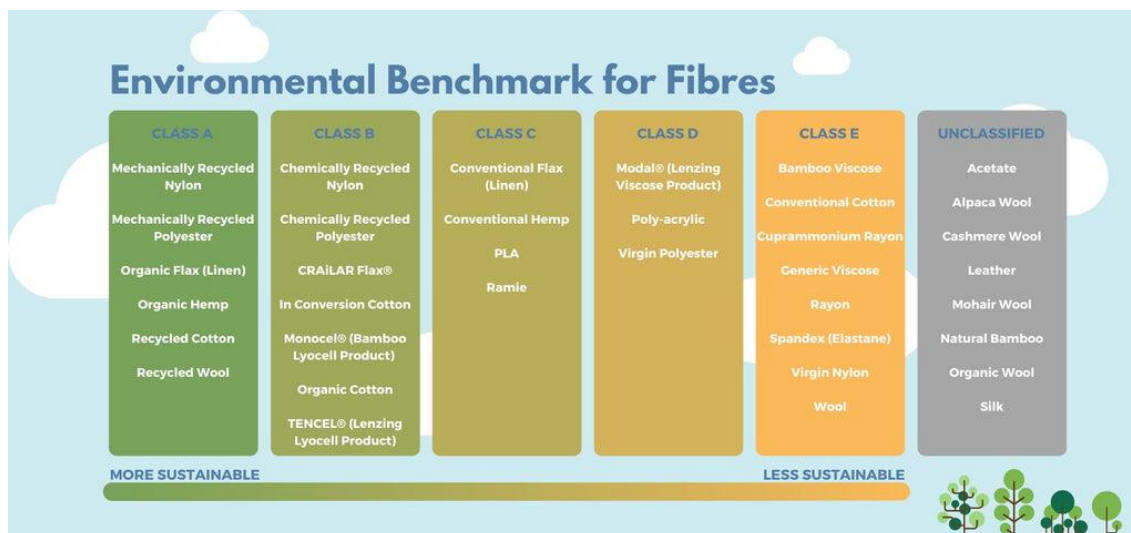 Environmental Benchmark for Fibres
CLASS A
Mechanically Recycled
Nylon
Mechanically Recycled
Polyester
Organic Flax (Linen)
Organic Hemp
Recycled Cotton
Recycled Wool
CLASS B
Chemically Recycled
Nylon
Chemically Recycled
Polyester
CRAiLAR Flax®
In Conversion Cotton
Monocel® (Bamboo
Lyocell Product)
Organic Cotton
TENCEL® (Lenzing
Lyocell Product)
CLASS C
Conventional Flax
(Linen)
Conventional Hemp
PLA
Ramie
CLASS D
Modal® (Lenzing
Viscose Product)
Poly-acrylic
Virgin Polyester
CLASS E
Bamboo Viscose
Conventional Cotton
Cuprammonium Rayon
Generic Viscose
Rayon
Spandex (Elastane)
Virgin Nylon
Wool
UNCLASSIFIED
Acetate
Alpaca Wool
Cashmere Wool
Leather
Mohair Wool
Natural Bamboo
Organic Wool
Silk
MORE SUSTAINABLE
LESS SUSTAINABLE